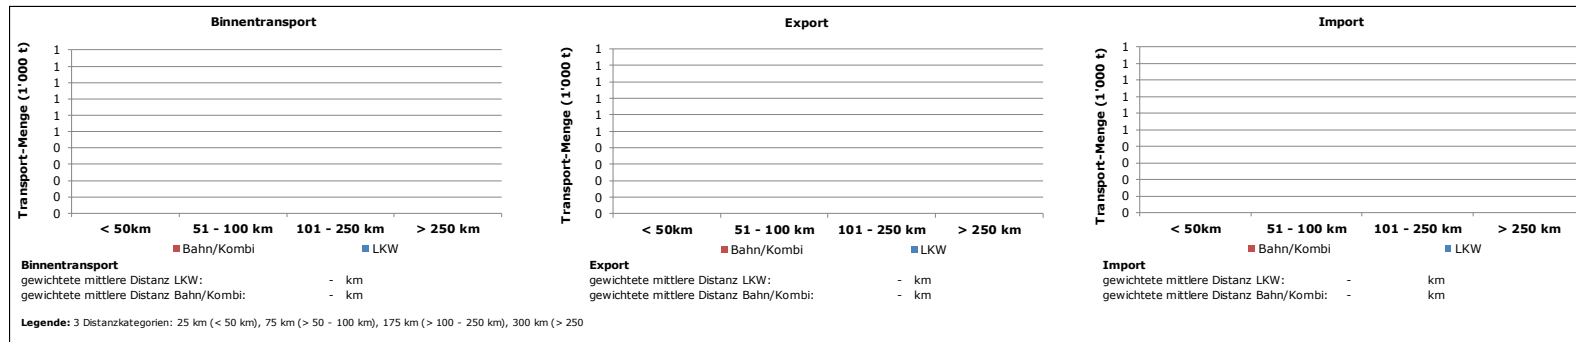 Binnentransport
Transport-Menge (1'000 t)
1
1
1
1
1
1
0
0
0
0
0
< 50km
51 - 100 km
101 - 250 km
> 250 km
Bahn/Kombi
LKW
Binnentransport
gewichtete mittlere Distanz LKW: - km
gewichtete mittlere Distanz Bahn/Kombi: - km
Export
Transport-Menge (1'000 t)
1
1
1
1
1
1
0
0
0
0
0
< 50km
51 - 100 km
101 - 250 km
> 250 km
Bahn/Kombi
LKW
Export
gewichtete mittlere Distanz LKW: - km
gewichtete mittlere Distanz Bahn/Kombi: - km
Import
Transport-Menge (1'000 t)
1
1
1
1
1
1
0
0
0
0
0
< 50km
51 - 100 km
101 - 250 km
> 250 km
Bahn/Kombi
LKW
Import
gewichtete mittlere Distanz LKW: - km
gewichtete mittlere Distanz Bahn/Kombi: - km
Legende: 3 Distanzkategorien: 25 km (< 50 km), 75 km (> 50 - 100 km), 175 km (> 100 - 250 km), 300 km (> 250